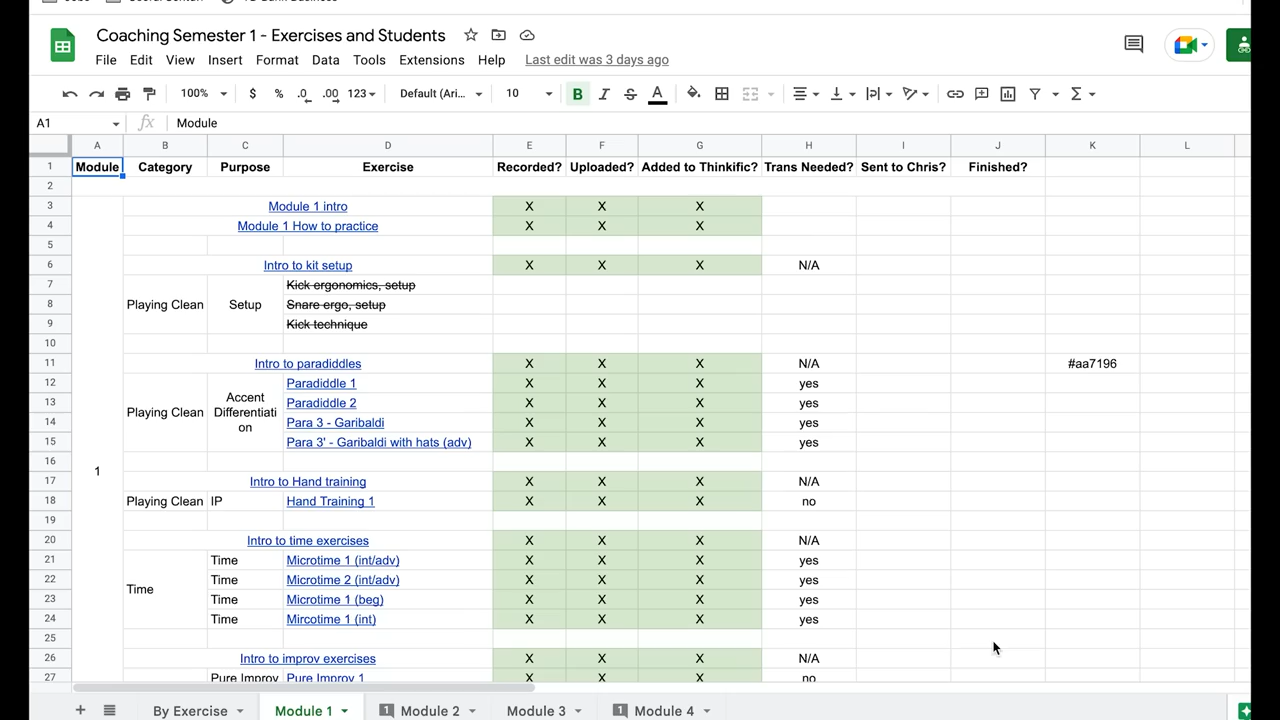 Coaching Semester 1 - Exercises and Students
File Edit View Insert Format Data Tools Extensions Help Last edit was 3 days ago
100% $ % .0 .00 123 Default (Ari... 10 B I S A
A1 fx Module
A B C D E F G H I J K L
1 Module Category Purpose Exercise Recorded? Uploaded? Added to Thinkific? Trans Needed? Sent to Chris? Finished?
2
3 Module 1 intro X X X
4 Module 1 How to practice X X X
5
6 Intro to kit setup X X X N/A
7 Kick ergonomics, setup
8 Playing Clean Setup Snare ergo, setup
9 Kick technique
10
11 Intro to paradiddles X X X N/A #aa7196
12 Paradiddle 1 X X X yes
13 Playing Clean Accent Differentiation Paradiddle 2 X X X yes
14 Para 3 - Garibaldi X X X yes
15 Para 3' - Garibaldi with hats (adv) X X X yes
16
1
17 Intro to Hand training X X X N/A
18 Playing Clean IP Hand Training 1 X X X no
19
20 Intro to time exercises X X X N/A
21 Time Microtime 1 (int/adv) X X X yes
22 Time Time Microtime 2 (int/adv) X X X yes
23 Time Microtime 1 (beg) X X X yes
24 Time Mircotime 1 (int) X X X yes
25
26 Intro to improv exercises X X X N/A
27 Pure Improv Pure Improv 1 X X X no
By Exercise Module 1 1 Module 2 Module 3 1 Module 4